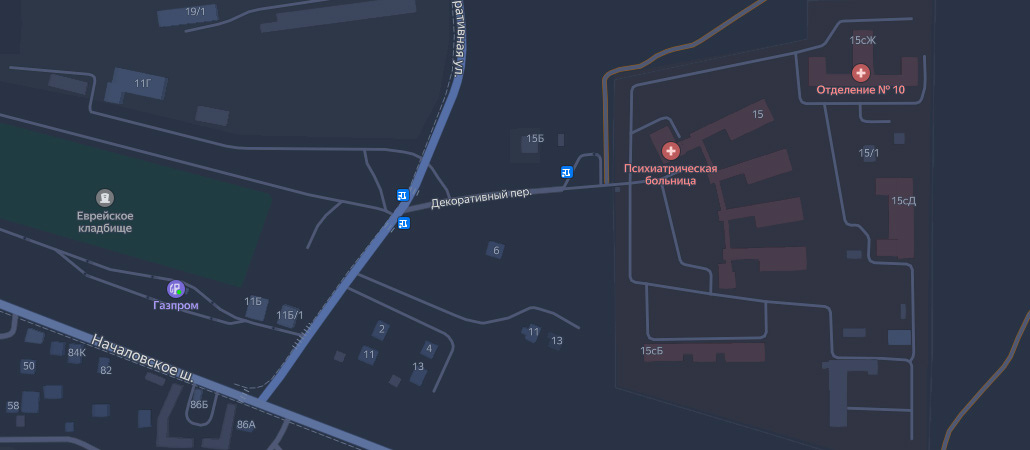 19/1
ративная ул.
15сЖ
Отделение № 10
11Г
15
15Б
15/1
Психиатрическая
больница
Декоративный пер.
15сД
Еврейское
кладбище
6
Газпром
11Б
11Б/1
2
11
13
4
11
13
15сБ
Началовское ш.
84К
50
82
58
86Б
86А